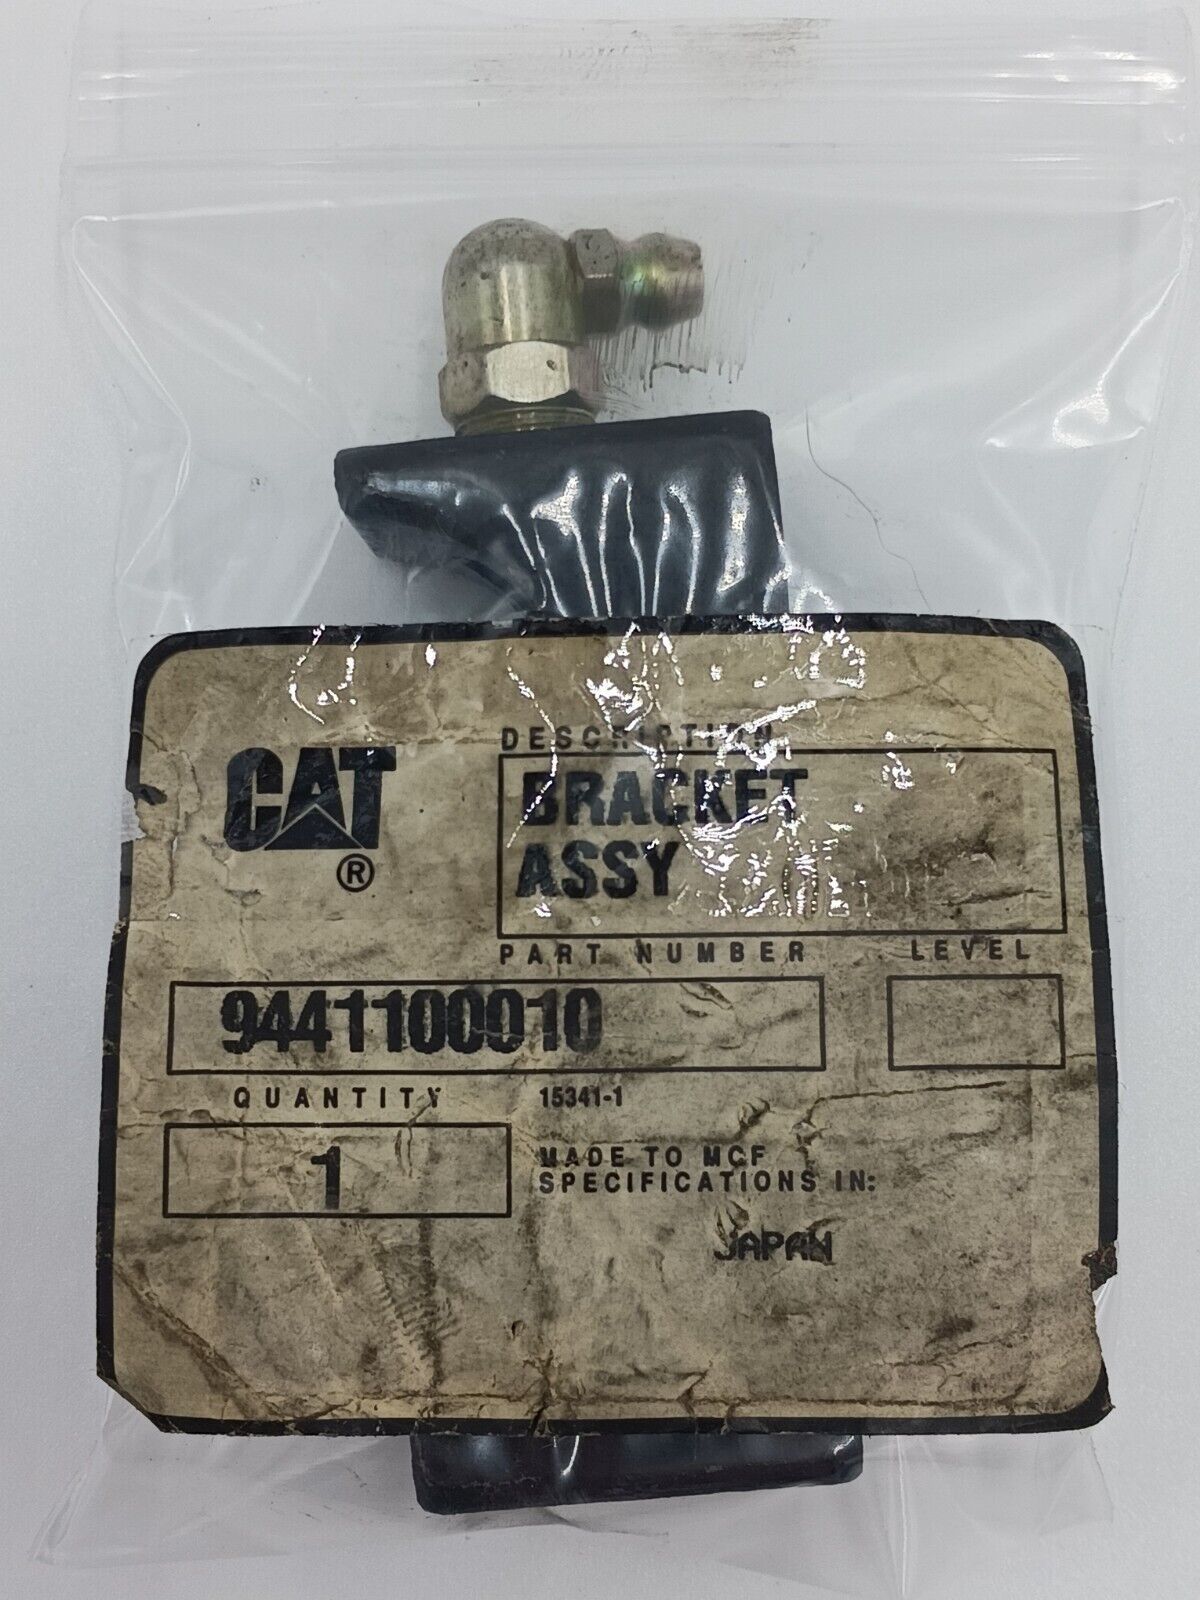 CAT
®
DESCRIPTION
BRACKET
ASSY
PART NUMBER
LEVEL
9441100010
QUANTITY
15341-1
1
MADE TO MCF
SPECIFICATIONS IN:
JAPAN